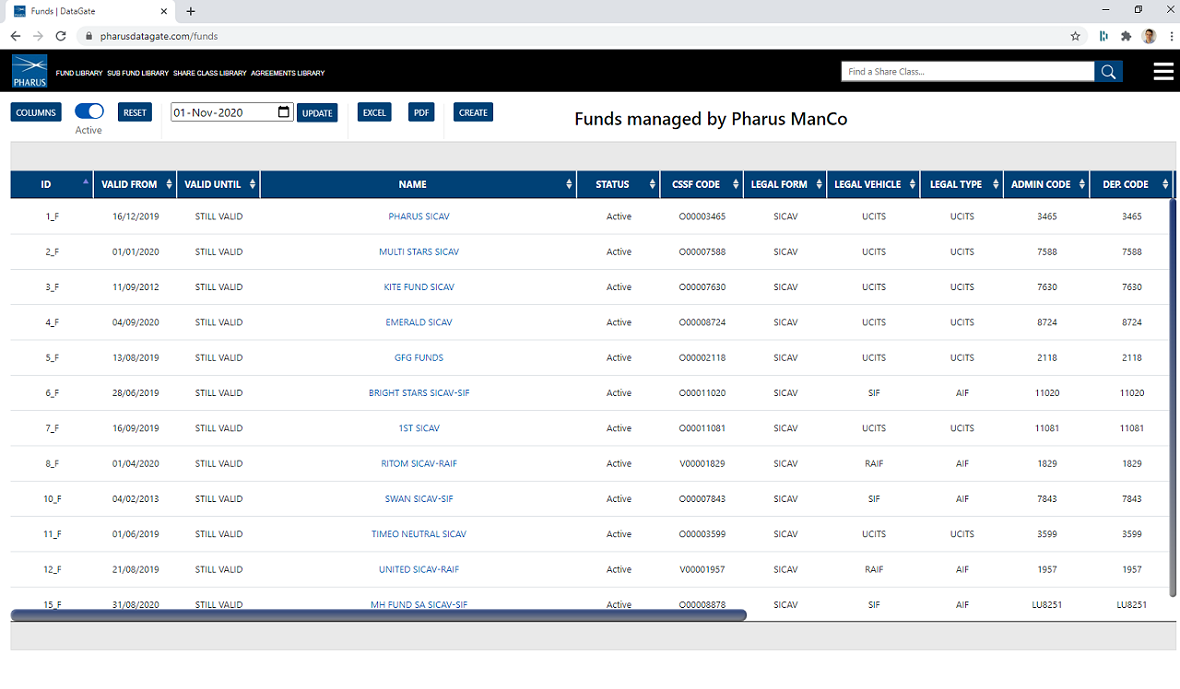 Funds | DataGate
pharusdatagate.com/funds
PHARUS
FUND LIBRARY SUB FUND LIBRARY SHARE CLASS LIBRARY AGREEMENTS LIBRARY
Find a Share Class...
COLUMNS RESET 01-Nov-2020 UPDATE EXCEL PDF CREATE
Active
Funds managed by Pharus ManCo
ID VALID FROM VALID UNTIL NAME STATUS CSSF CODE LEGAL FORM LEGAL VEHICLE LEGAL TYPE ADMIN CODE DEP. CODE
1_F 16/12/2019 STILL VALID PHARUS SICAV Active O00003465 SICAV UCITS UCITS 3465 3465
2_F 01/01/2020 STILL VALID MULTI STARS SICAV Active O00007588 SICAV UCITS UCITS 7588 7588
3_F 11/09/2012 STILL VALID KITE FUND SICAV Active O00007630 SICAV UCITS UCITS 7630 7630
4_F 04/09/2020 STILL VALID EMERALD SICAV Active O00008724 SICAV UCITS UCITS 8724 8724
5_F 13/08/2019 STILL VALID GFG FUNDS Active O00002118 SICAV UCITS UCITS 2118 2118
6_F 28/06/2019 STILL VALID BRIGHT STARS SICAV-SIF Active O00011020 SICAV SIF AIF 11020 11020
7_F 16/09/2019 STILL VALID 1ST SICAV Active O00011081 SICAV UCITS UCITS 11081 11081
8_F 01/04/2020 STILL VALID RITOM SICAV-RAIF Active V00001829 SICAV RAIF AIF 1829 1829
10_F 04/02/2013 STILL VALID SWAN SICAV-SIF Active O00007843 SICAV SIF AIF 7843 7843
11_F 01/06/2019 STILL VALID TIMEO NEUTRAL SICAV Active O00003599 SICAV UCITS UCITS 3599 3599
12_F 21/08/2019 STILL VALID UNITED SICAV-RAIF Active V00001957 SICAV RAIF AIF 1957 1957
15_F 31/08/2020 STILL VALID MH FUND SA SICAV-SIF Active O00008878 SICAV SIF AIF LU8251 LU8251